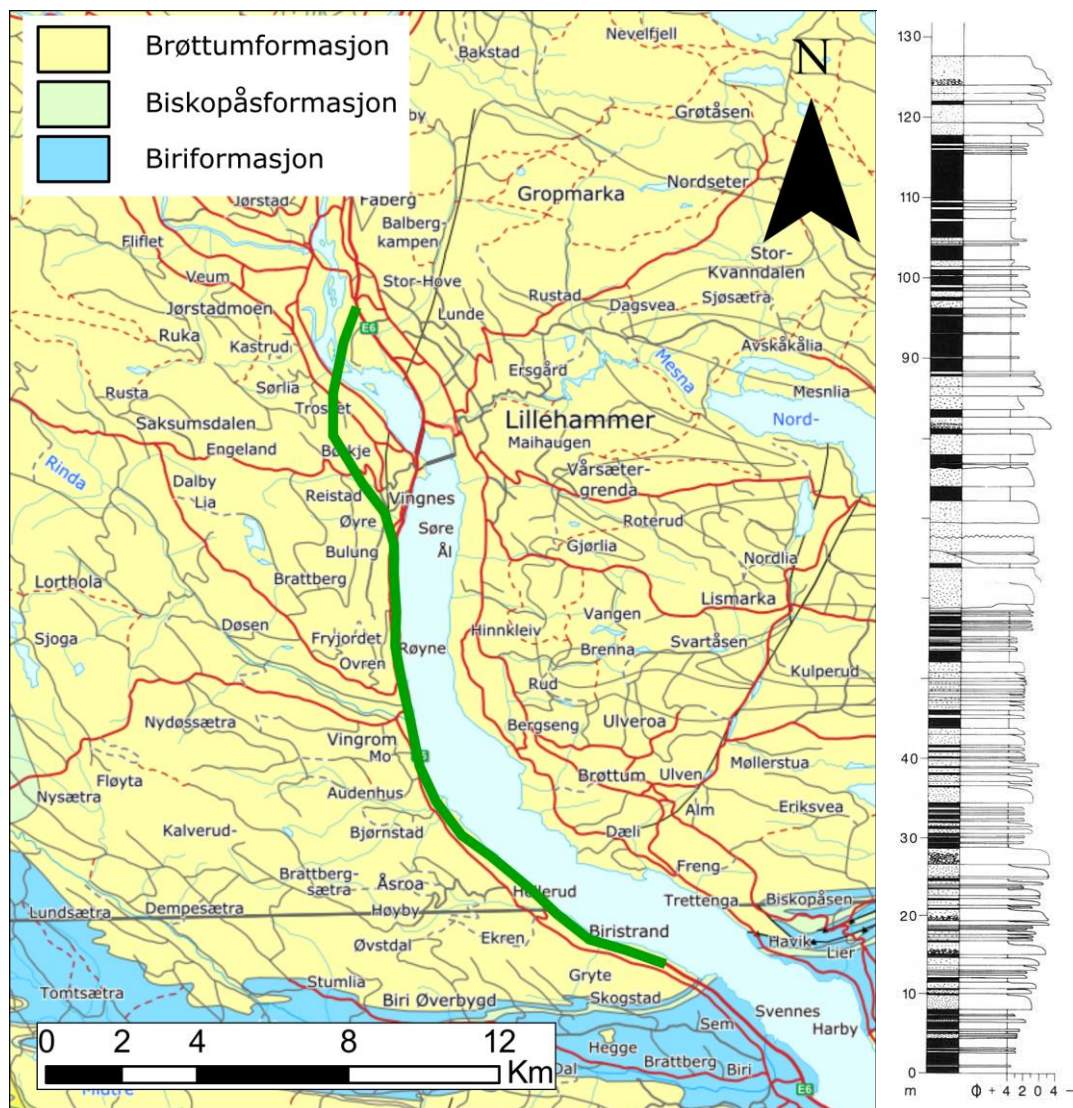 Brøttumformasjon
Biskopåsformasjon
Biriformasjon
N
Nevelfjell
Bakstad
Grøtåsen
by
Nordseter
Gropmarka
Jørstad
Fåberg
Balberg-
kampen
Fliflet
Stor-
Kvanndalen
Veum
Stor-Hove
Sjøsætra
Rustad
Dagsvea
Jørstadmoen
Lunde
E6
Ruka
Avskåkålia
Kastrud
Mesna
Ersgård
Mesnlia
Rusta
Sørlia
Trosset
Lillehammer
Nord-
Saksumsdalen
Maihaugen
Engeland
Rinda
Dalby
Vårsæter-
grenda
Lia
Reistad
Vingnes
Øyre
Søre
Ål
Roterud
Bulung
Gjørlia
Nordlia
Lorthola
Brattberg
Lismarka
Vangen
Døsen
Sjoga
Fryjordet
Hinnkleiv
Svartåsen
Røyne
Brenna
Ovren
Kulperud
Rud
Nydøssætra
Bergseng
Ulveroa
Vingrom
Mo
E6
Møllerstua
Fløyta
Brøttum
Ulven
Nysætra
Audenhus
Alm
Eriksvea
Kalverud-
Bjørnstad
Dæli
Brattberg-
sætra
Åsroa
Freng
Trettenga
Biskopåsen
Lundsætra
Dempesætra
Høyby
Biristrand
Havik
Øvstdal
Ekren
Lier
Gryte
Stumlia
Tomtsætra
Skogstad
Biri Øverbygd
Svennes
Sem
Harby
Hegge
Brattberg
Biri
E6
0 2 4 8 12
Km
130
120
110
100
90
40
30
20
10
0
m ϕ + 4 0 4 –